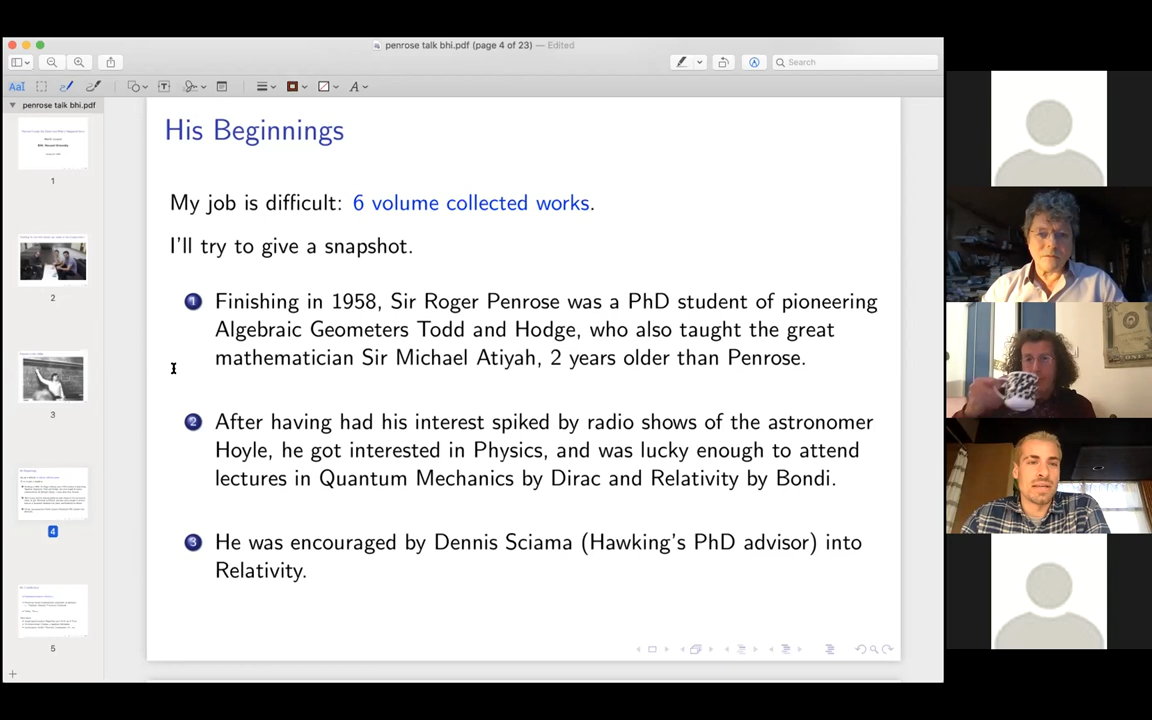 penrose talk bhi.pdf (page 4 of 23) — Edited
Search
penrose talk bhi.pdf
1
2
3
4
5
His Beginnings
My job is difficult: 6 volume collected works.
I'll try to give a snapshot.
1 Finishing in 1958, Sir Roger Penrose was a PhD student of pioneering
Algebraic Geometers Todd and Hodge, who also taught the great
mathematician Sir Michael Atiyah, 2 years older than Penrose.
2 After having had his interest spiked by radio shows of the astronomer
Hoyle, he got interested in Physics, and was lucky enough to attend
lectures in Quantum Mechanics by Dirac and Relativity by Bondi.
3 He was encouraged by Dennis Sciama (Hawking's PhD advisor) into
Relativity.